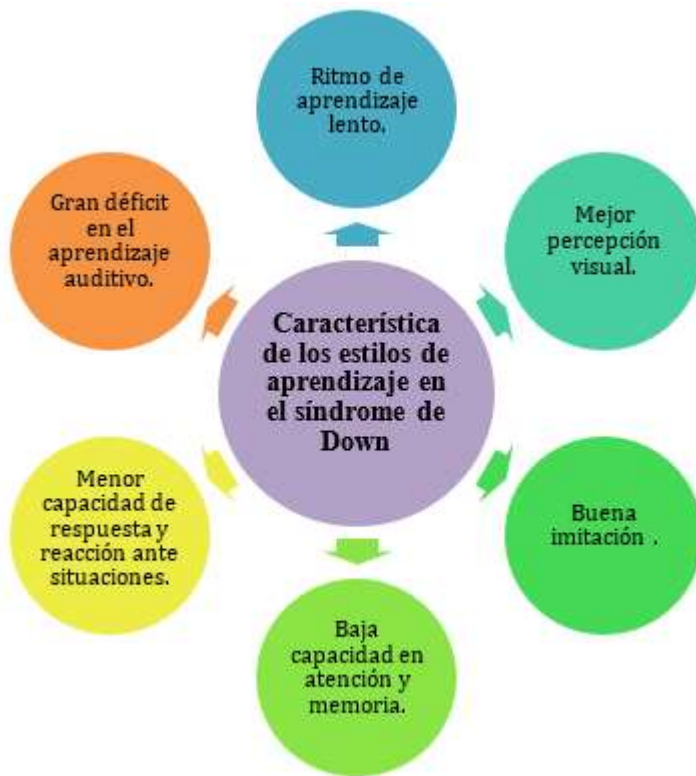 Ritmo de
aprendizaje
lento.
Mejor
percepción
visual.
Buena
imitación .
Baja
capacidad en
atención y
memoria.
Menor
capacidad de
respuesta y
reacción ante
situaciones.
Gran déficit
en el
aprendizaje
auditivo.
Característica
de los estilos de
aprendizaje en
el síndrome de
Down